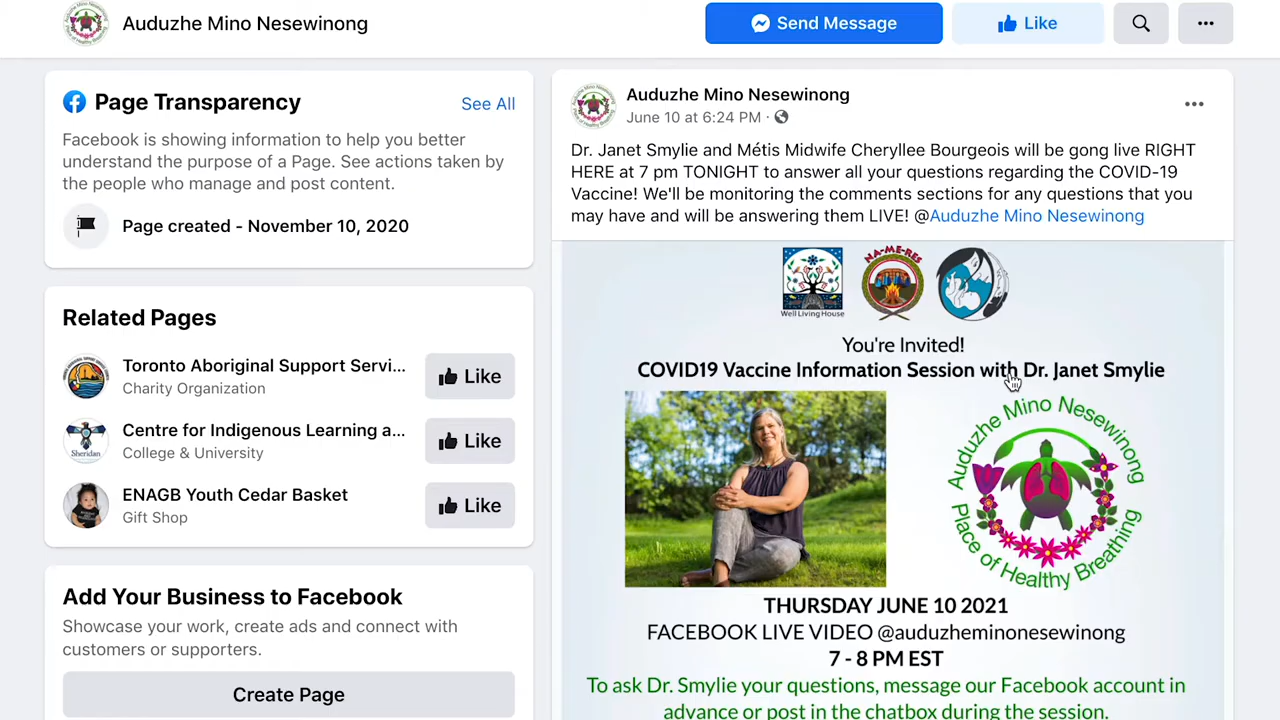 Auduzhe Mino Nesewinong
Send Message
Like
Page Transparency
See All
Facebook is showing information to help you better
understand the purpose of a Page. See actions taken by
the people who manage and post content.
Page created - November 10, 2020
Related Pages
Toronto Aboriginal Support Servi...
Charity Organization
Like
Centre for Indigenous Learning a...
College & University
Like
Sheridan
ENAGB Youth Cedar Basket
Gift Shop
Like
Add Your Business to Facebook
Showcase your work, create ads and connect with
customers or supporters.
Create Page
Auduzhe Mino Nesewinong
June 10 at 6:24 PM ·
Dr. Janet Smylie and Métis Midwife Cheryllee Bourgeois will be gong live RIGHT
HERE at 7 pm TONIGHT to answer all your questions regarding the COVID-19
Vaccine! We'll be monitoring the comments sections for any questions that you
may have and will be answering them LIVE! @Auduzhe Mino Nesewinong
Well Living House
NA-ME-RES
You're Invited!
COVID19 Vaccine Information Session with Dr. Janet Smylie
Auduzhe Mino Nesewinong
Place of Healthy Breathing
THURSDAY JUNE 10 2021
FACEBOOK LIVE VIDEO @auduzheminonesewinong
7 - 8 PM EST
To ask Dr. Smylie your questions, message our Facebook account in
advance or post in the chatbox during the session.